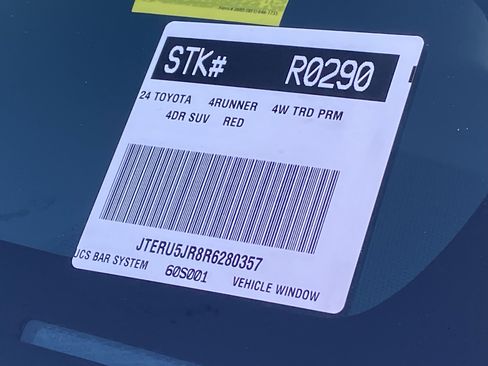 STK# R0290
24 TOYOTA 4RUNNER 4W TRD PRM
4DR SUV RED
JTERU5JR8R6280357
JCS BAR SYSTEM 60S001 VEHICLE WINDOW